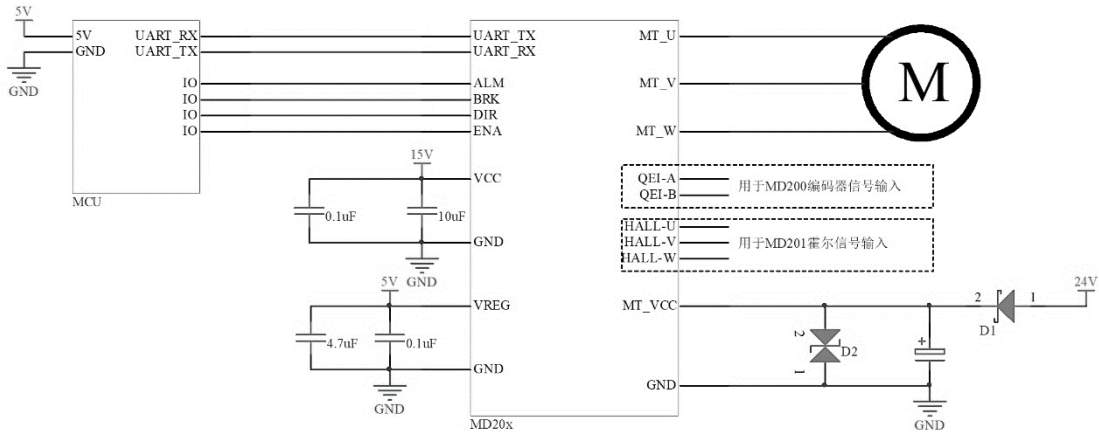 5V
5V
GND
GND
UART_RX
UART_TX
IO
IO
IO
IO
MCU
UART_TX
UART_RX
ALM
BRK
DIR
ENA
15V
VCC
0.1uF
10uF
GND
GND
5V
VREG
4.7uF
0.1uF
GND
GND
MD20x
MT_U
MT_V
MT_W
M
QEI-A
QEI-B
用于MD200编码器信号输入
HALL-U
HALL-V
HALL-W
用于MD201霍尔信号输入
MT_VCC
24V
2
1
D1
2
D2
1
+
GND
GND